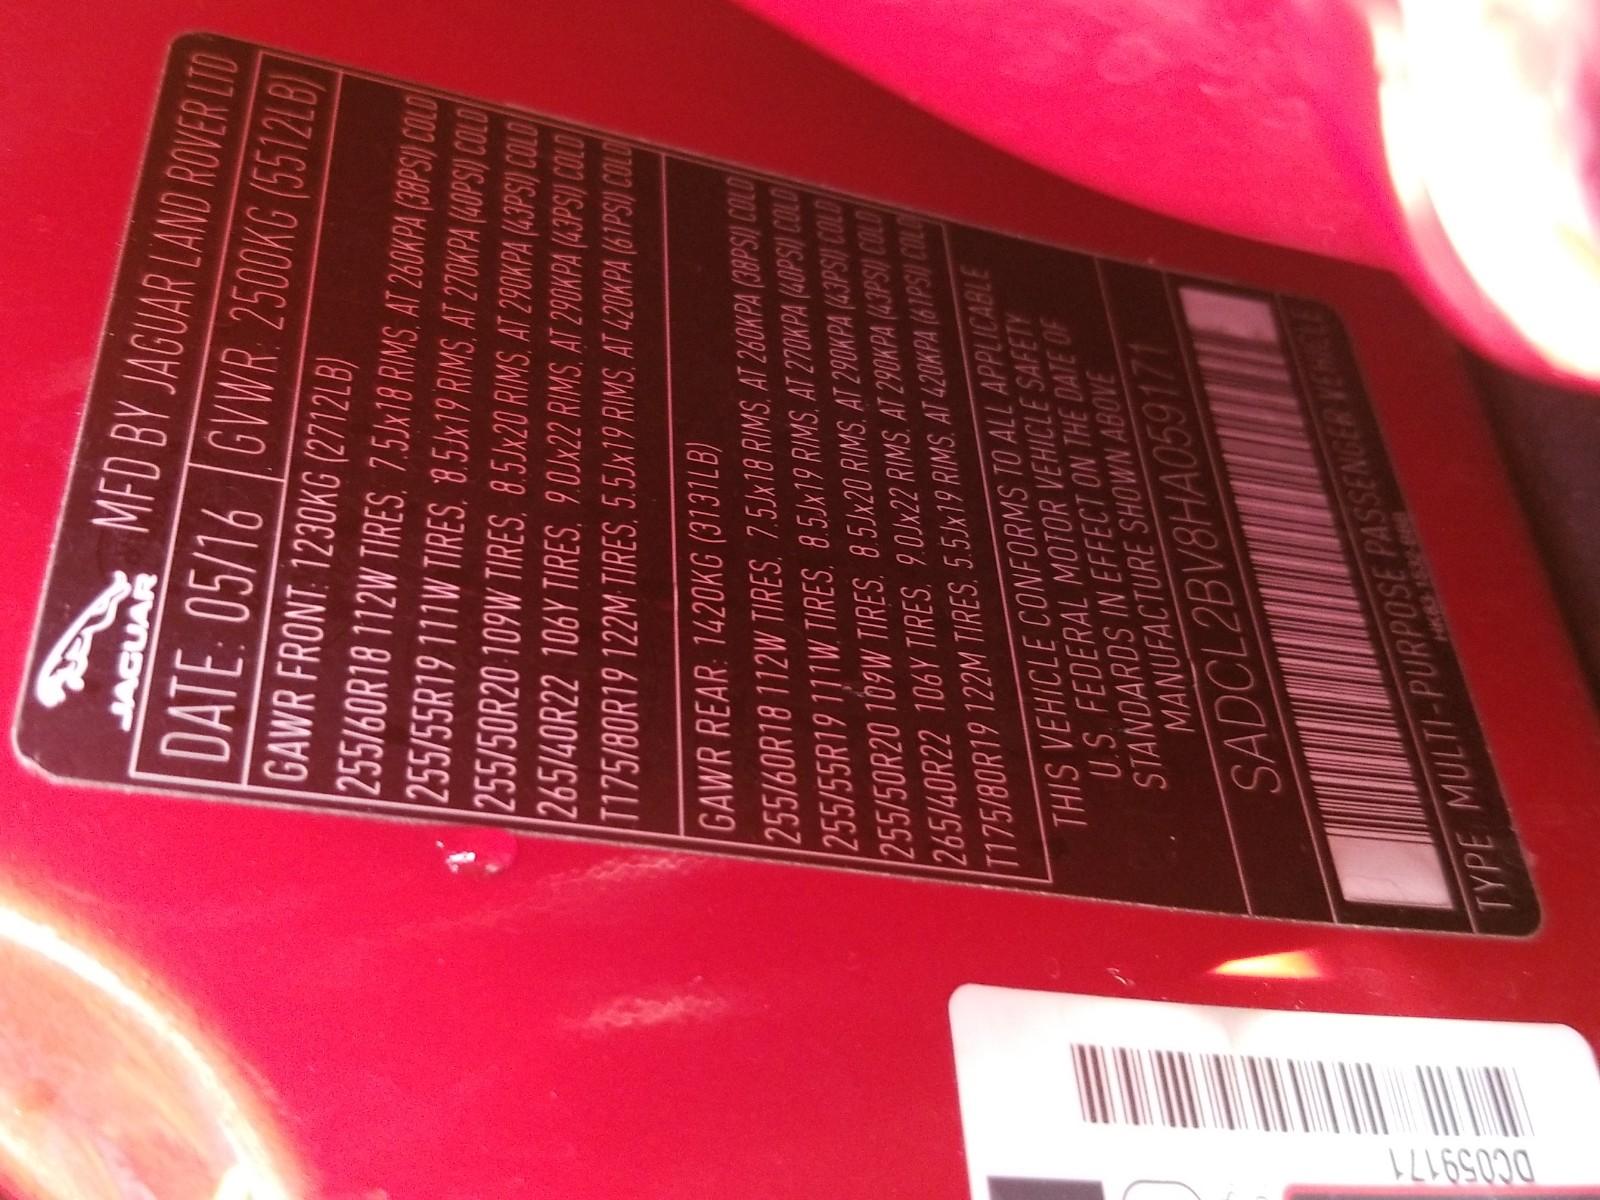 JAGUAR
MFD BY JAGUAR LAND ROVER LTD
DATE: 05/16 GVWR: 2500KG (5512LB)
GAWR FRONT: 1230KG (2712LB)
255/60R18 112W TIRES, 7.5Jx18 RIMS, AT 260KPA (38PSI) COLD
255/55R19 111W TIRES, 8.5Jx19 RIMS, AT 270KPA (40PSI) COLD
255/50R20 109W TIRES, 8.5Jx20 RIMS, AT 290KPA (43PSI) COLD
265/40R22 106Y TIRES, 9.0Jx22 RIMS, AT 290KPA (43PSI) COLD
T175/80R19 122M TIRES, 5.5Jx19 RIMS, AT 420KPA (61PSI) COLD
GAWR REAR: 1420KG (3131LB)
255/60R18 112W TIRES, 7.5Jx18 RIMS, AT 260KPA (38PSI) COLD
255/55R19 111W TIRES, 8.5Jx19 RIMS, AT 270KPA (40PSI) COLD
255/50R20 109W TIRES, 8.5Jx20 RIMS, AT 290KPA (43PSI) COLD
265/40R22 106Y TIRES, 9.0Jx22 RIMS, AT 290KPA (43PSI) COLD
T175/80R19 122M TIRES, 5.5x19 RIMS, AT 420KPA (61PSI) COLD
THIS VEHICLE CONFORMS TO ALL APPLICABLE
U.S. FEDERAL MOTOR VEHICLE SAFETY
STANDARDS IN EFFECT ON THE DATE OF
MANUFACTURE SHOWN ABOVE
SADCL2BV8HA059171
TYPE MULTI-PURPOSE PASSENGER VEHICLE
DC059171